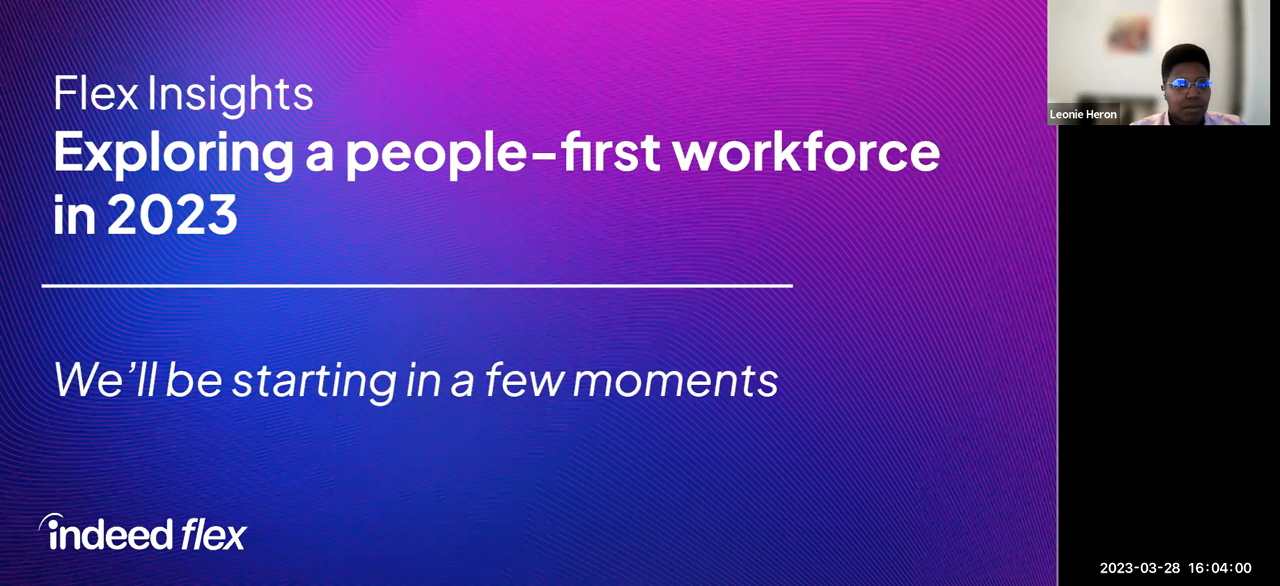 Flex Insights
Exploring a people-first workforce
in 2023
We’ll be starting in a few moments
indeed flex
Leonie Heron
2023-03-28 16:04:00